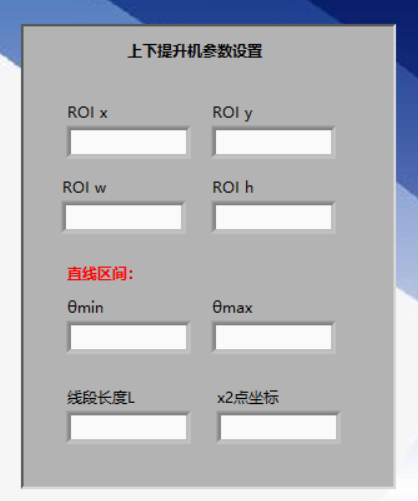 上下提升机参数设置
ROI x ROI y
ROI w ROI h
直线区间：
θmin θmax
线段长度L x2点坐标